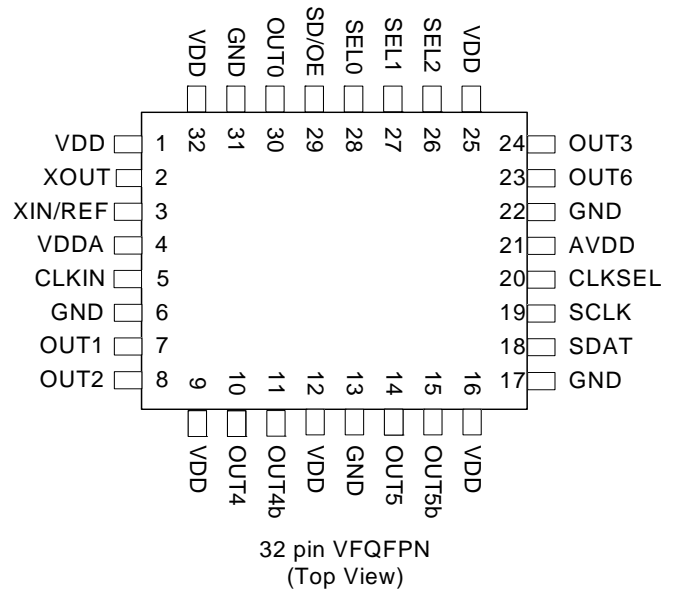 VDD
GND
OUT0
SD/OE
SEL0
SEL1
SEL2
VDD
32
31
30
29
28
27
26
25
VDD 1
XOUT 2
XIN/REF 3
VDDA 4
CLKIN 5
GND 6
OUT1 7
OUT2 8
24 OUT3
23 OUT6
22 GND
21 AVDD
20 CLKSEL
19 SCLK
18 SDAT
17 GND
9
10
11
12
13
14
15
16
VDD
OUT4
OUT4b
VDD
GND
OUT5
OUT5b
VDD
32 pin VFQFPN
(Top View)